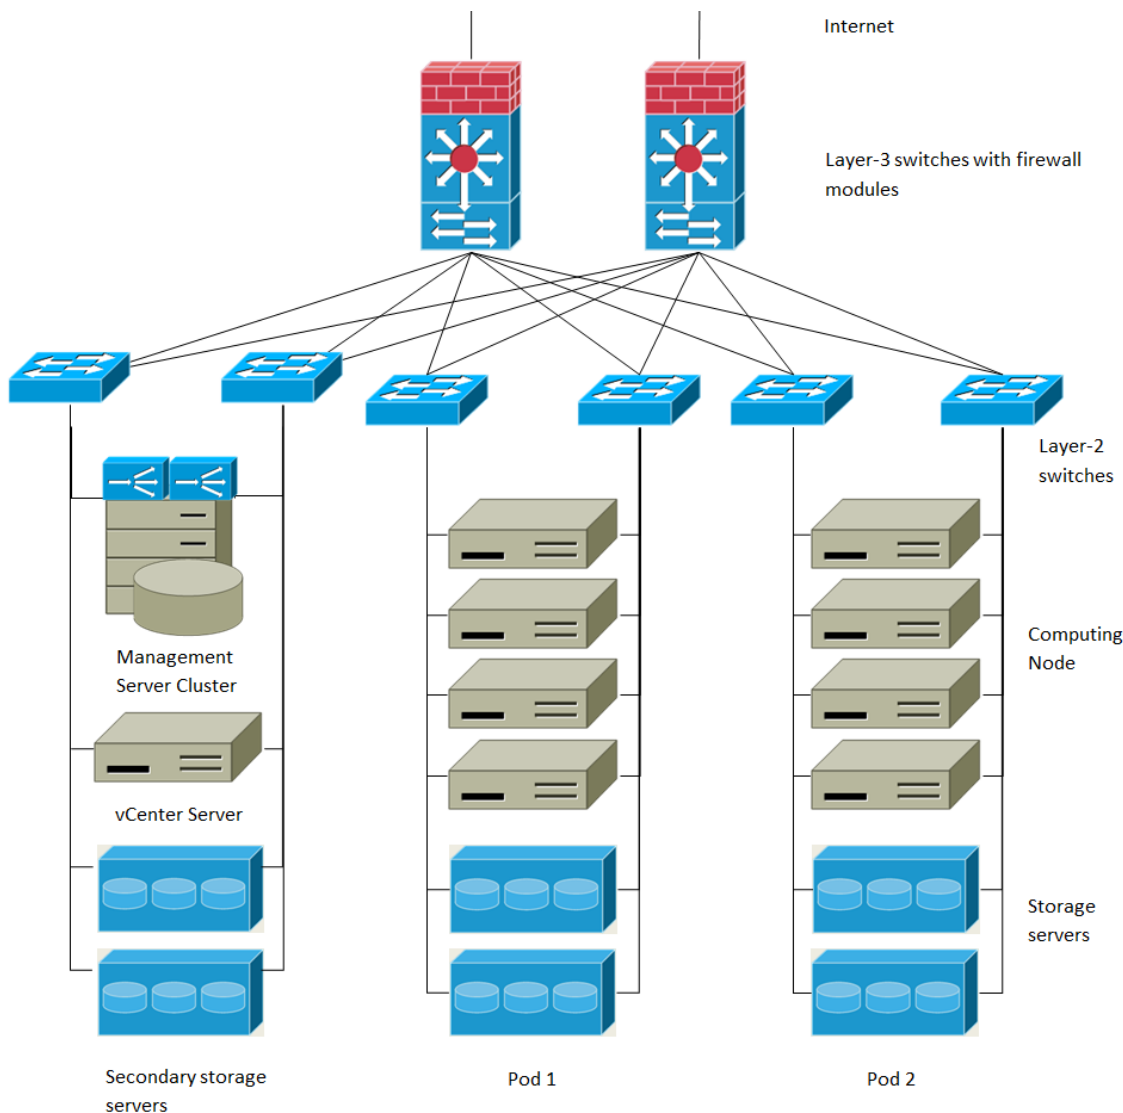 Internet
Layer-3 switches with firewall
modules
Layer-2
switches
Computing
Node
Management
Server Cluster
vCenter Server
Storage
servers
Secondary storage
servers
Pod 1
Pod 2